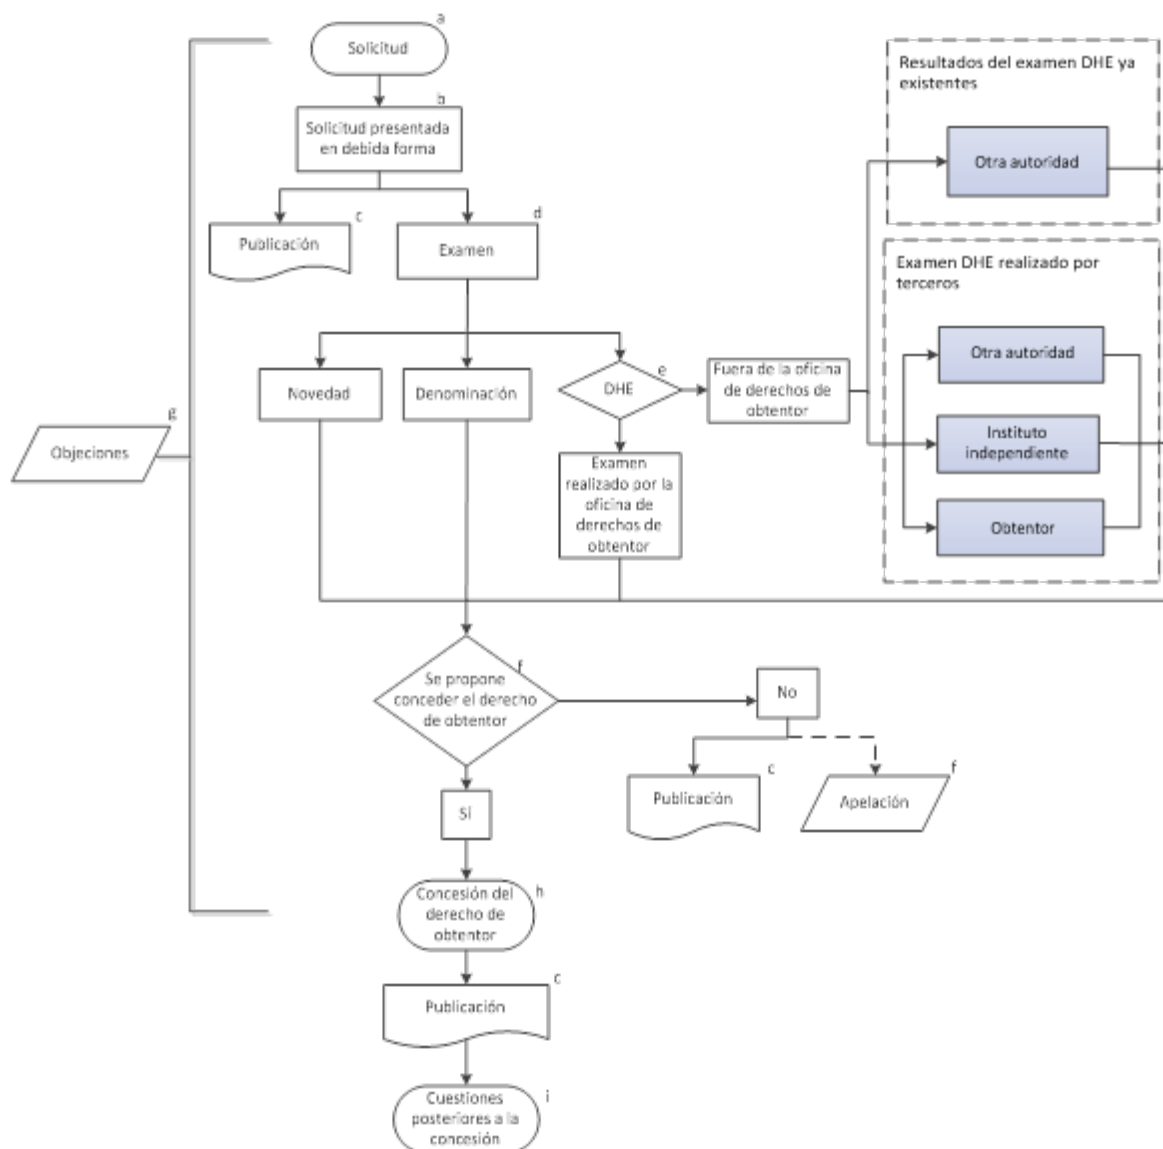 a
Solicitud
b
Solicitud presentada
en debida forma
c
Publicación
d
Examen
Resultados del examen DHE ya
existentes
Otra autoridad
Examen DHE realizado por
terceros
Otra autoridad
Instituto
independiente
Obtentor
Novedad
Denominación
e
DHE
Fuera de la oficina
de derechos de
obtentor
Examen
realizado por la
oficina de
derechos de
obtentor
g
Objeciones
f
Se propone
conceder el derecho
de obtentor
No
c
Publicación
f
Apelación
Sí
h
Concesión del
derecho de
obtentor
c
Publicación
i
Cuestiones
posteriores a la
concesión